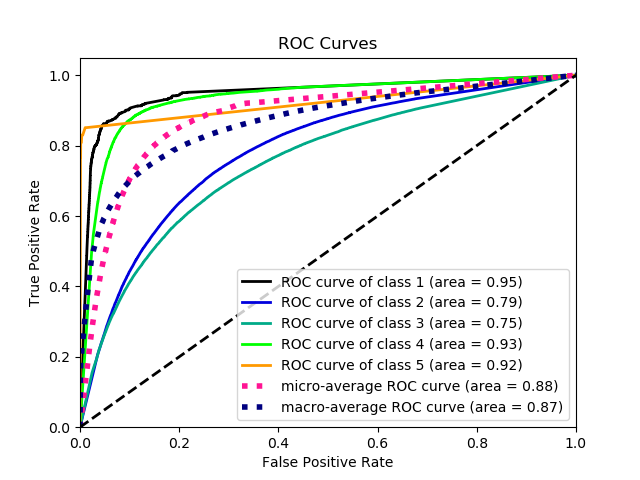 ROC Curves
1.0
0.8
0.6
0.4
0.2
0.0
True Positive Rate
ROC curve of class 1 (area = 0.95)
ROC curve of class 2 (area = 0.79)
ROC curve of class 3 (area = 0.75)
ROC curve of class 4 (area = 0.93)
ROC curve of class 5 (area = 0.92)
micro-average ROC curve (area = 0.88)
macro-average ROC curve (area = 0.87)
0.0 0.2 0.4 0.6 0.8 1.0
False Positive Rate